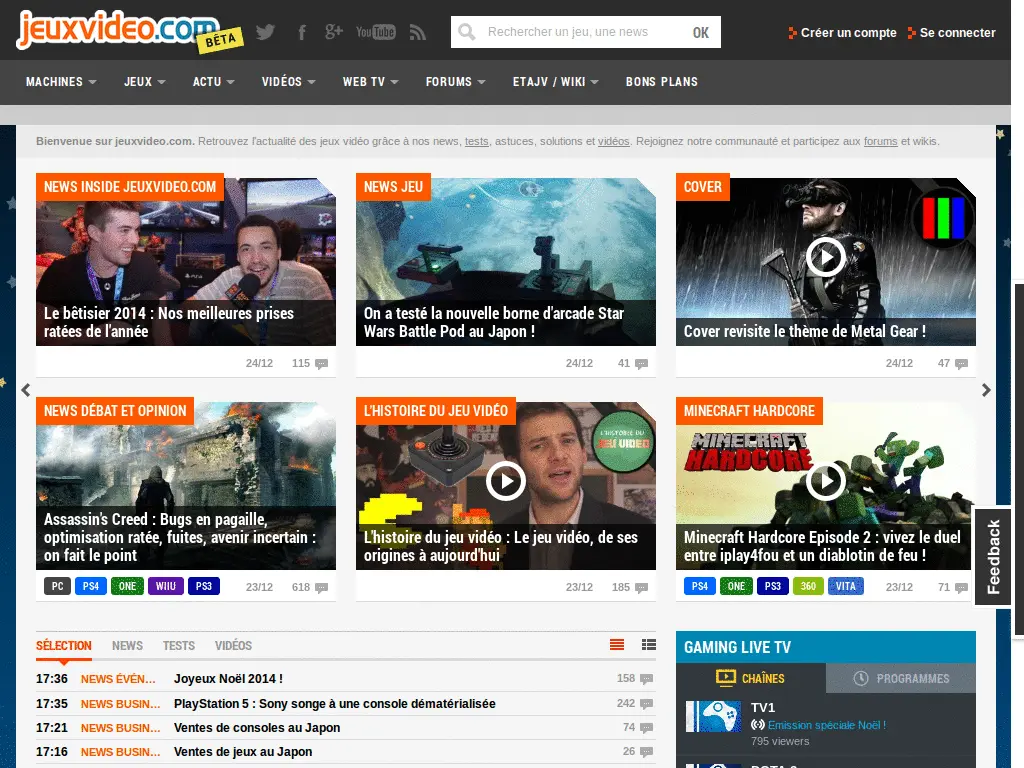 jeuxvideo.com
BÊTA
YouTube
Rechercher un jeu, une news
OK
Créer un compte
Se connecter
MACHINES
JEUX
ACTU
VIDÉOS
WEB TV
FORUMS
ETAJV / WIKI
BONS PLANS
Bienvenue sur jeuxvideo.com. Retrouvez l'actualité des jeux vidéo grâce à nos news, tests, astuces, solutions et vidéos. Rejoignez notre communauté et participez aux forums et wikis.
NEWS INSIDE JEUXVIDEO.COM
Le bêtisier 2014 : Nos meilleures prises
ratées de l'année
24/12 115
NEWS JEU
On a testé la nouvelle borne d'arcade Star
Wars Battle Pod au Japon !
24/12 41
COVER
Cover revisite le thème de Metal Gear !
24/12 47
NEWS DÉBAT ET OPINION
Assassin's Creed : Bugs en pagaille,
optimisation ratée, fuites, avenir incertain :
on fait le point
PC PS4 ONE WIIU PS3 23/12 618
L'HISTOIRE DU JEU VIDÉO
L'HISTOIRE DU
JEU VIDEO
L'histoire du jeu vidéo : Le jeu vidéo, de ses
origines à aujourd'hui
23/12 185
MINECRAFT HARDCORE
MINECRAFT
HARDCORE
Minecraft Hardcore Episode 2 : vivez le duel
entre iplay4fou et un diablotin de feu !
PS4 ONE PS3 360 VITA 23/12 71
Feedback
SÉLECTION NEWS TESTS VIDÉOS
17:36 NEWS ÉVÉN... Joyeux Noël 2014 ! 158
17:35 NEWS BUSIN... PlayStation 5 : Sony songe à une console dématérialisée 242
17:21 NEWS BUSIN... Ventes de consoles au Japon 74
17:16 NEWS BUSIN... Ventes de jeux au Japon 26
GAMING LIVE TV
CHAÎNES PROGRAMMES
TV1
Emission spéciale Noël !
795 viewers